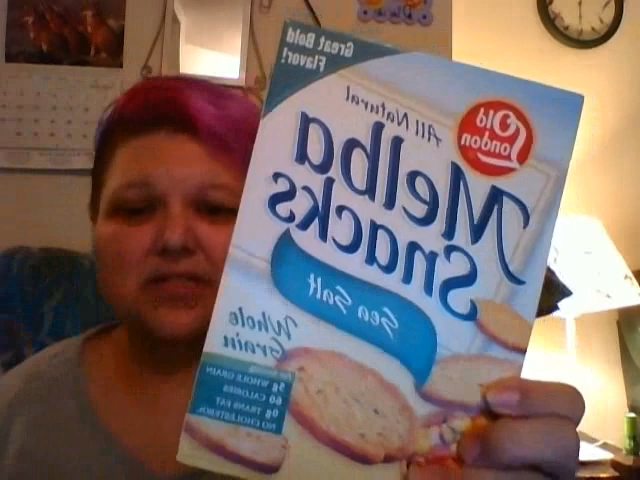 Great Bold
Flavor!
Old
London
All Natural
Melba
Snacks
Sea Salt
Whole
Grain
5g WHOLE GRAIN
60 CALORIES
0g TRANS FAT
NO CHOLESTEROL